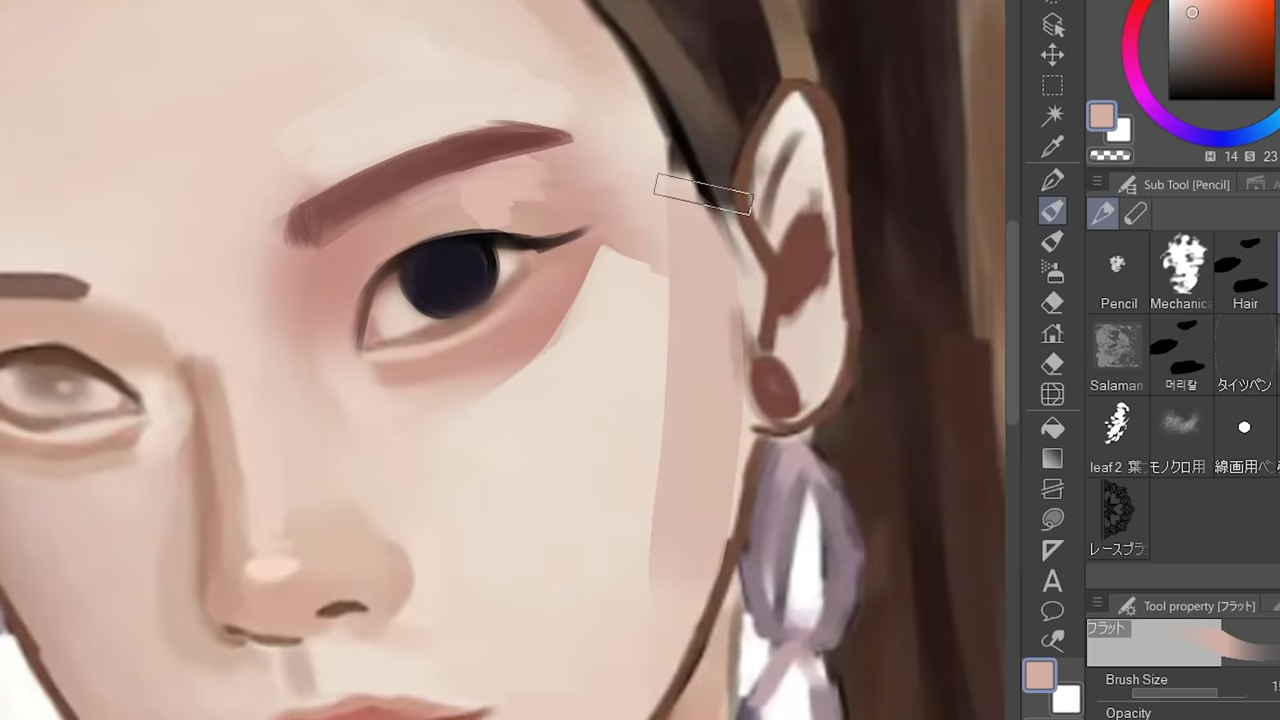 H 14 S 23
Sub Tool [Pencil]
Pencil
Mechanic
Hair
Salaman
머리칼
タイツペン
leaf2 葉
モノクロ用
線画用ペ
レースブラ
Tool property [フラット]
フラット
Brush Size
Opacity